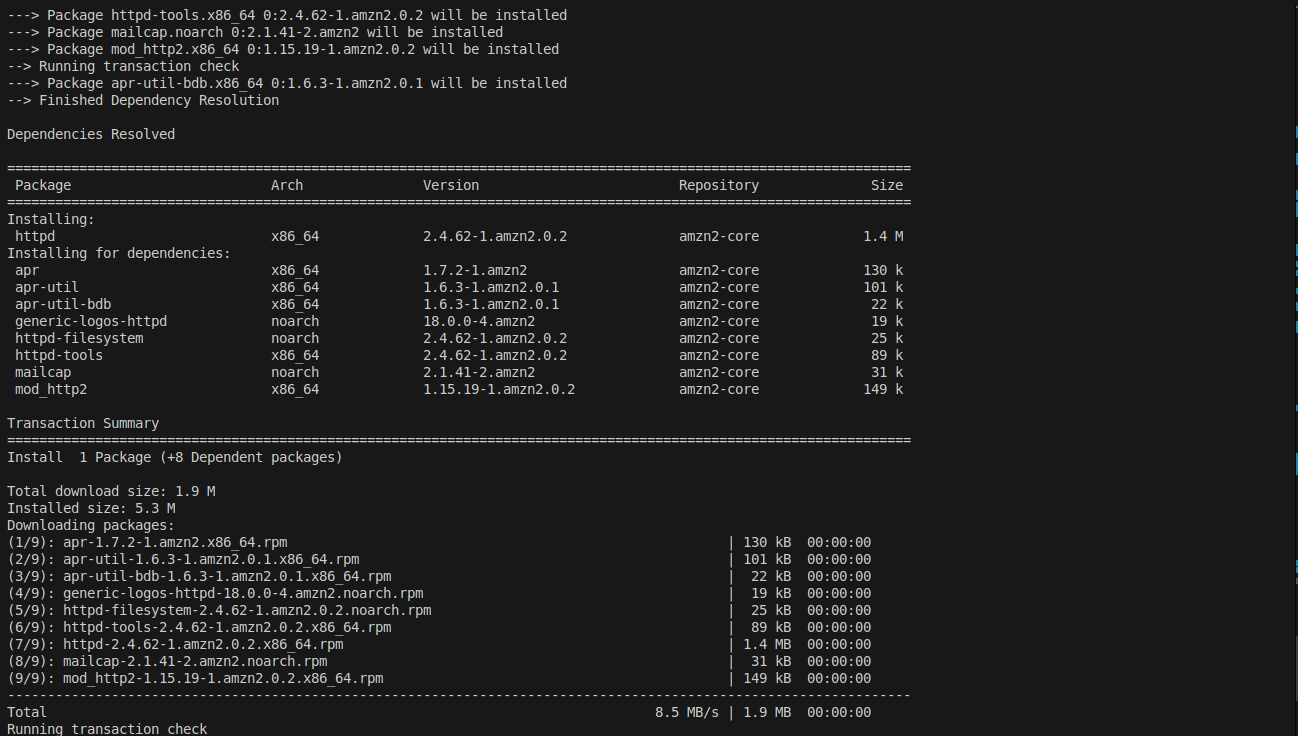 ---> Package httpd-tools.x86_64 0:2.4.62-1.amzn2.0.2 will be installed
---> Package mailcap.noarch 0:2.1.41-2.amzn2 will be installed
---> Package mod_http2.x86_64 0:1.15.19-1.amzn2.0.2 will be installed
--> Running transaction check
---> Package apr-util-bdb.x86_64 0:1.6.3-1.amzn2.0.1 will be installed
--> Finished Dependency Resolution
Dependencies Resolved
=================================================================================================================
Package Arch Version Repository Size
=================================================================================================================
Installing:
httpd x86_64 2.4.62-1.amzn2.0.2 amzn2-core 1.4 M
Installing for dependencies:
apr x86_64 1.7.2-1.amzn2 amzn2-core 130 k
apr-util x86_64 1.6.3-1.amzn2.0.1 amzn2-core 101 k
apr-util-bdb x86_64 1.6.3-1.amzn2.0.1 amzn2-core 22 k
generic-logos-httpd noarch 18.0.0-4.amzn2 amzn2-core 19 k
httpd-filesystem noarch 2.4.62-1.amzn2.0.2 amzn2-core 25 k
httpd-tools x86_64 2.4.62-1.amzn2.0.2 amzn2-core 89 k
mailcap noarch 2.1.41-2.amzn2 amzn2-core 31 k
mod_http2 x86_64 1.15.19-1.amzn2.0.2 amzn2-core 149 k
Transaction Summary
=================================================================================================================
Install  1 Package (+8 Dependent packages)
Total download size: 1.9 M
Installed size: 5.3 M
Downloading packages:
(1/9): apr-1.7.2-1.amzn2.x86_64.rpm | 130 kB  00:00:00
(2/9): apr-util-1.6.3-1.amzn2.0.1.x86_64.rpm | 101 kB  00:00:00
(3/9): apr-util-bdb-1.6.3-1.amzn2.0.1.x86_64.rpm |  22 kB  00:00:00
(4/9): generic-logos-httpd-18.0.0-4.amzn2.noarch.rpm |  19 kB  00:00:00
(5/9): httpd-filesystem-2.4.62-1.amzn2.0.2.noarch.rpm |  25 kB  00:00:00
(6/9): httpd-tools-2.4.62-1.amzn2.0.2.x86_64.rpm |  89 kB  00:00:00
(7/9): httpd-2.4.62-1.amzn2.0.2.x86_64.rpm | 1.4 MB  00:00:00
(8/9): mailcap-2.1.41-2.amzn2.noarch.rpm |  31 kB  00:00:00
(9/9): mod_http2-1.15.19-1.amzn2.0.2.x86_64.rpm | 149 kB  00:00:00
-----------------------------------------------------------------------------------------------------------------
Total 8.5 MB/s | 1.9 MB  00:00:00
Running transaction check